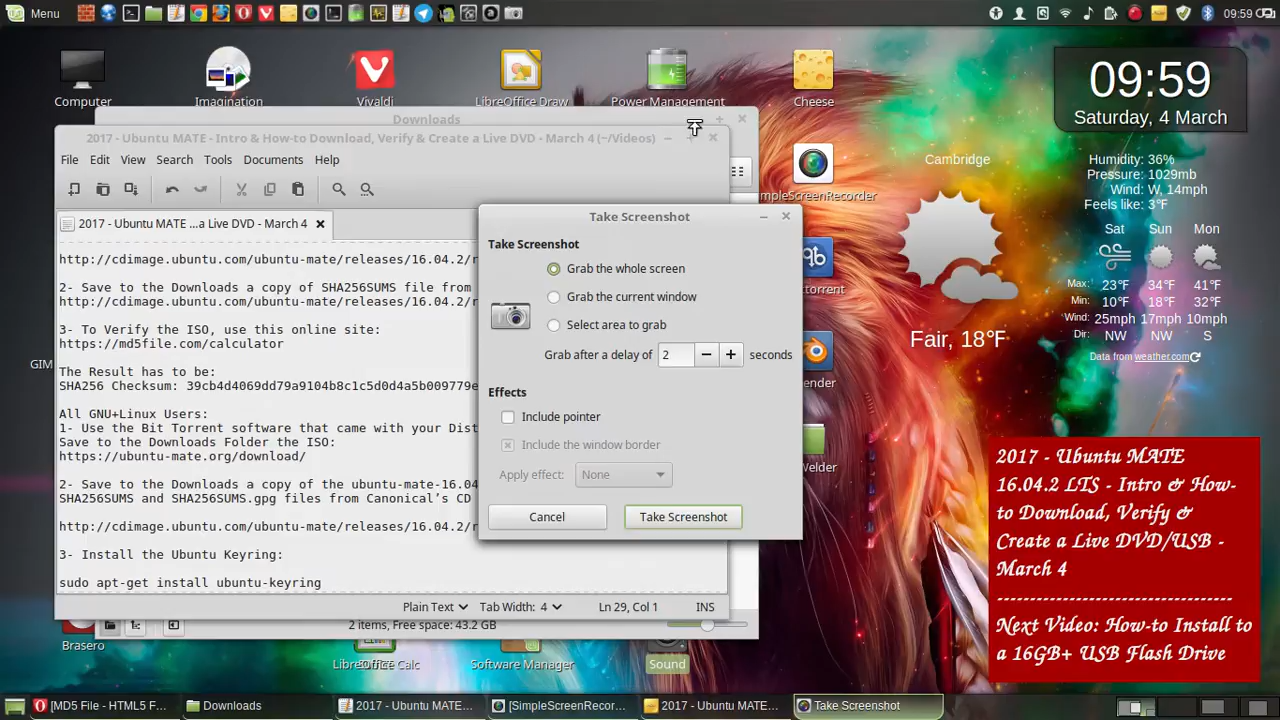 Menu
09:59
Computer
Imagination
Vivaldi
LibreOffice Draw
Power Management
Cheese
09:59
Saturday, 4 March
Downloads
2017 - Ubuntu MATE - Intro & How-to Download, Verify & Create a Live DVD - March 4 (~/Videos)
File Edit View Search Tools Documents Help
2017 - Ubuntu MATE ...a Live DVD - March 4
http://cdimage.ubuntu.com/ubuntu-mate/releases/16.04.2/r
2- Save to the Downloads a copy of SHA256SUMS file from
http://cdimage.ubuntu.com/ubuntu-mate/releases/16.04.2/r
3- To Verify the ISO, use this online site:
https://md5file.com/calculator
The Result has to be:
SHA256 Checksum: 39cb4d4069dd79a9104b8c1c5d0d4a5b009779e
All GNU+Linux Users:
1- Use the Bit Torrent software that came with your Dist
Save to the Downloads Folder the ISO:
https://ubuntu-mate.org/download/
2- Save to the Downloads a copy of the ubuntu-mate-16.04
SHA256SUMS and SHA256SUMS.gpg files from Canonical's CD
http://cdimage.ubuntu.com/ubuntu-mate/releases/16.04.2/r
3- Install the Ubuntu Keyring:
sudo apt-get install ubuntu-keyring
Plain Text Tab Width: 4 Ln 29, Col 1 INS
2 items, Free space: 43.2 GB
Take Screenshot
Take Screenshot
Grab the whole screen
Grab the current window
Select area to grab
Grab after a delay of 2 seconds
Effects
Include pointer
Include the window border
Apply effect: None
Cancel
Take Screenshot
mpleScreenRecorder
ttorrent
ender
Welder
GIM
Brasero
LibreOffice Calc
Software Manager
Sound
Cambridge
Fair, 18°F
Humidity: 36%
Pressure: 1029mb
Wind: W, 14mph
Feels like: 3°F
Sat Sun Mon
Max: 23°F 34°F 41°F
Min: 10°F 18°F 32°F
Wind: 25mph 17mph 10mph
Dir: NW NW S
Data from weather.com
2017 - Ubuntu MATE
16.04.2 LTS - Intro & How-
to Download, Verify &
Create a Live DVD/USB -
March 4
---------------------------------
Next Video: How-to Install to
a 16GB+ USB Flash Drive
[MD5 File - HTML5 F...
Downloads
2017 - Ubuntu MATE...
[SimpleScreenRecor...
2017 - Ubuntu MATE...
Take Screenshot